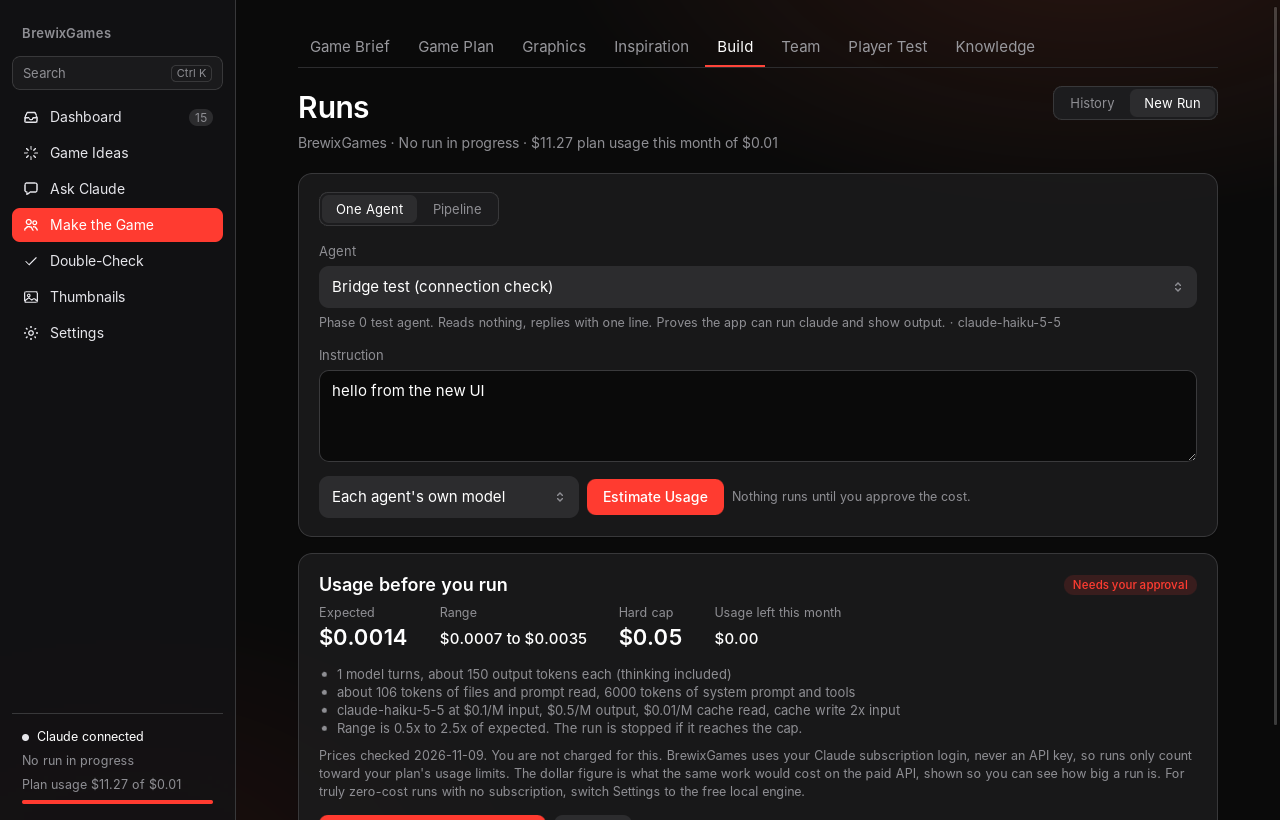 BrewixGames
Search
Ctrl K
Dashboard
15
Game Ideas
Ask Claude
Make the Game
Double-Check
Thumbnails
Settings
Claude connected
No run in progress
Plan usage $11.27 of $0.01
Game Brief
Game Plan
Graphics
Inspiration
Build
Team
Player Test
Knowledge
Runs
History
New Run
BrewixGames · No run in progress · $11.27 plan usage this month of $0.01
One Agent
Pipeline
Agent
Bridge test (connection check)
Phase 0 test agent. Reads nothing, replies with one line. Proves the app can run claude and show output. · claude-haiku-5-5
Instruction
hello from the new UI
Each agent's own model
Estimate Usage
Nothing runs until you approve the cost.
Usage before you run
Needs your approval
Expected
Range
Hard cap
Usage left this month
$0.0014
$0.0007 to $0.0035
$0.05
$0.00
• 1 model turns, about 150 output tokens each (thinking included)
• about 106 tokens of files and prompt read, 6000 tokens of system prompt and tools
• claude-haiku-5-5 at $0.1/M input, $0.5/M output, $0.01/M cache read, cache write 2x input
• Range is 0.5x to 2.5x of expected. The run is stopped if it reaches the cap.
Prices checked 2026-11-09. You are not charged for this. BrewixGames uses your Claude subscription login, never an API key, so runs only count
toward your plan's usage limits. The dollar figure is what the same work would cost on the paid API, shown so you can see how big a run is. For
truly zero-cost runs with no subscription, switch Settings to the free local engine.